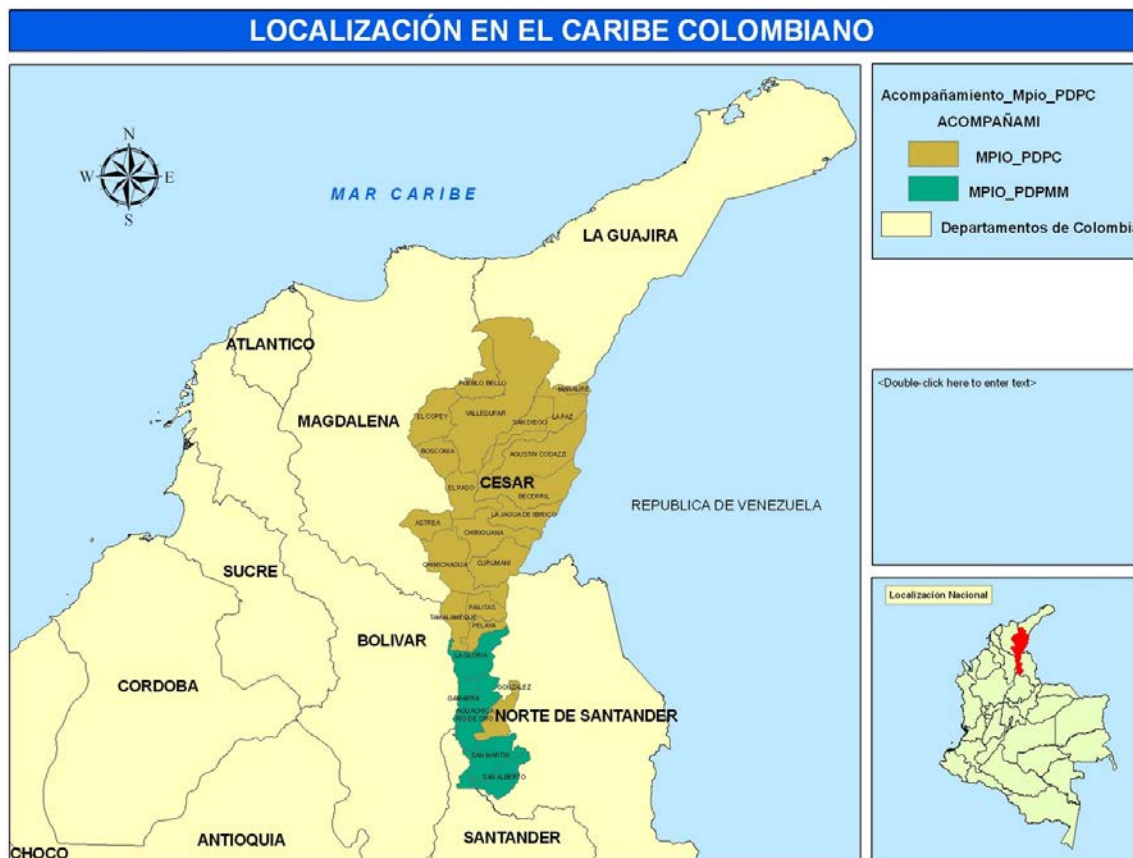 LOCALIZACIÓN EN EL CARIBE COLOMBIANO
N
W E
S
MAR CARIBE
LA GUAJIRA
ATLANTICO
MAGDALENA
PUEBLO BELLO
MANAURE
EL COPEY
VALLEDUPAR
SAN DIEGO
LA PAZ
BOSCONIA
AGUSTIN CODAZZI
EL PASO
CESAR
BECERRIL
LA JAGUA DE IBIRICO
ASTREA
CHIRIGUANA
CHIMICHAGUA
CURUMANI
REPUBLICA DE VENEZUELA
SUCRE
PAILITAS
TAMALAMEQUE
PELAYA
BOLIVAR
LA GLORIA
CORDOBA
GONZALEZ
GAMARRA
AGUACHICA
RIO DE ORO
NORTE DE SANTANDER
SAN MARTIN
SAN ALBERTO
ANTIOQUIA
SANTANDER
CHOCO
Acompañamiento_Mpio_PDPC
ACOMPAÑAMI
MPIO_PDPC
MPIO_PDPMM
Departamentos de Colombia
<Double-click here to enter text>
Localización Nacional